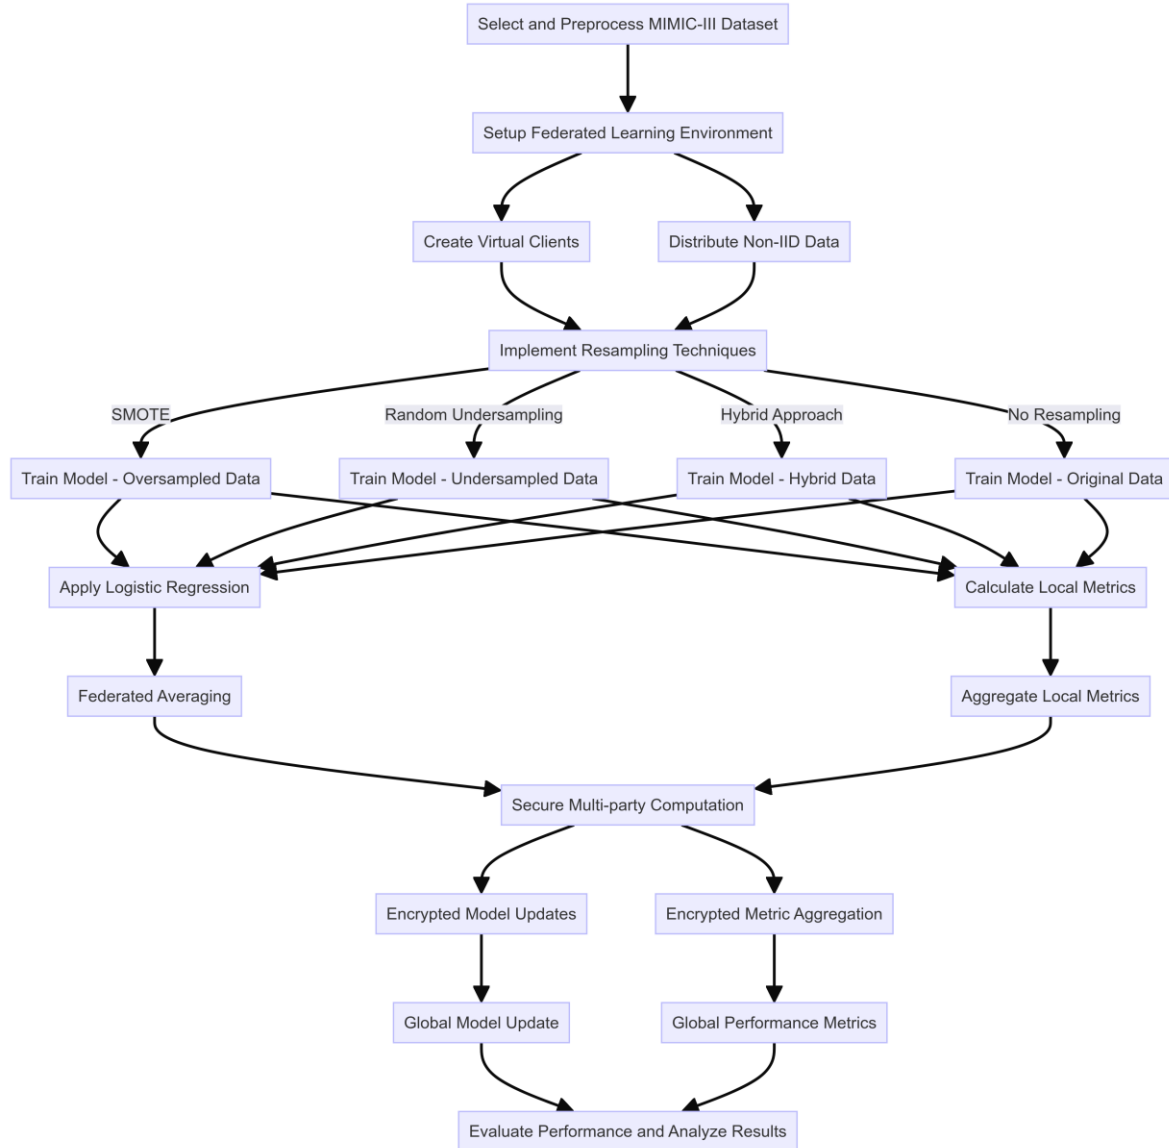 Select and Preprocess MIMIC-III Dataset
Setup Federated Learning Environment
Create Virtual Clients
Distribute Non-IID Data
Implement Resampling Techniques
SMOTE
Random Undersampling
Hybrid Approach
No Resampling
Train Model - Oversampled Data
Train Model - Undersampled Data
Train Model - Hybrid Data
Train Model - Original Data
Apply Logistic Regression
Calculate Local Metrics
Federated Averaging
Aggregate Local Metrics
Secure Multi-party Computation
Encrypted Model Updates
Encrypted Metric Aggregation
Global Model Update
Global Performance Metrics
Evaluate Performance and Analyze Results